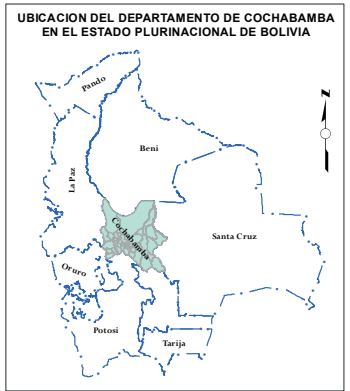 UBICACION DEL DEPARTAMENTO DE COCHABAMBA
EN EL ESTADO PLURINACIONAL DE BOLIVIA
Pando
N
Beni
La Paz
Cochabamba
Santa Cruz
Oruro
Potosi
Tarija